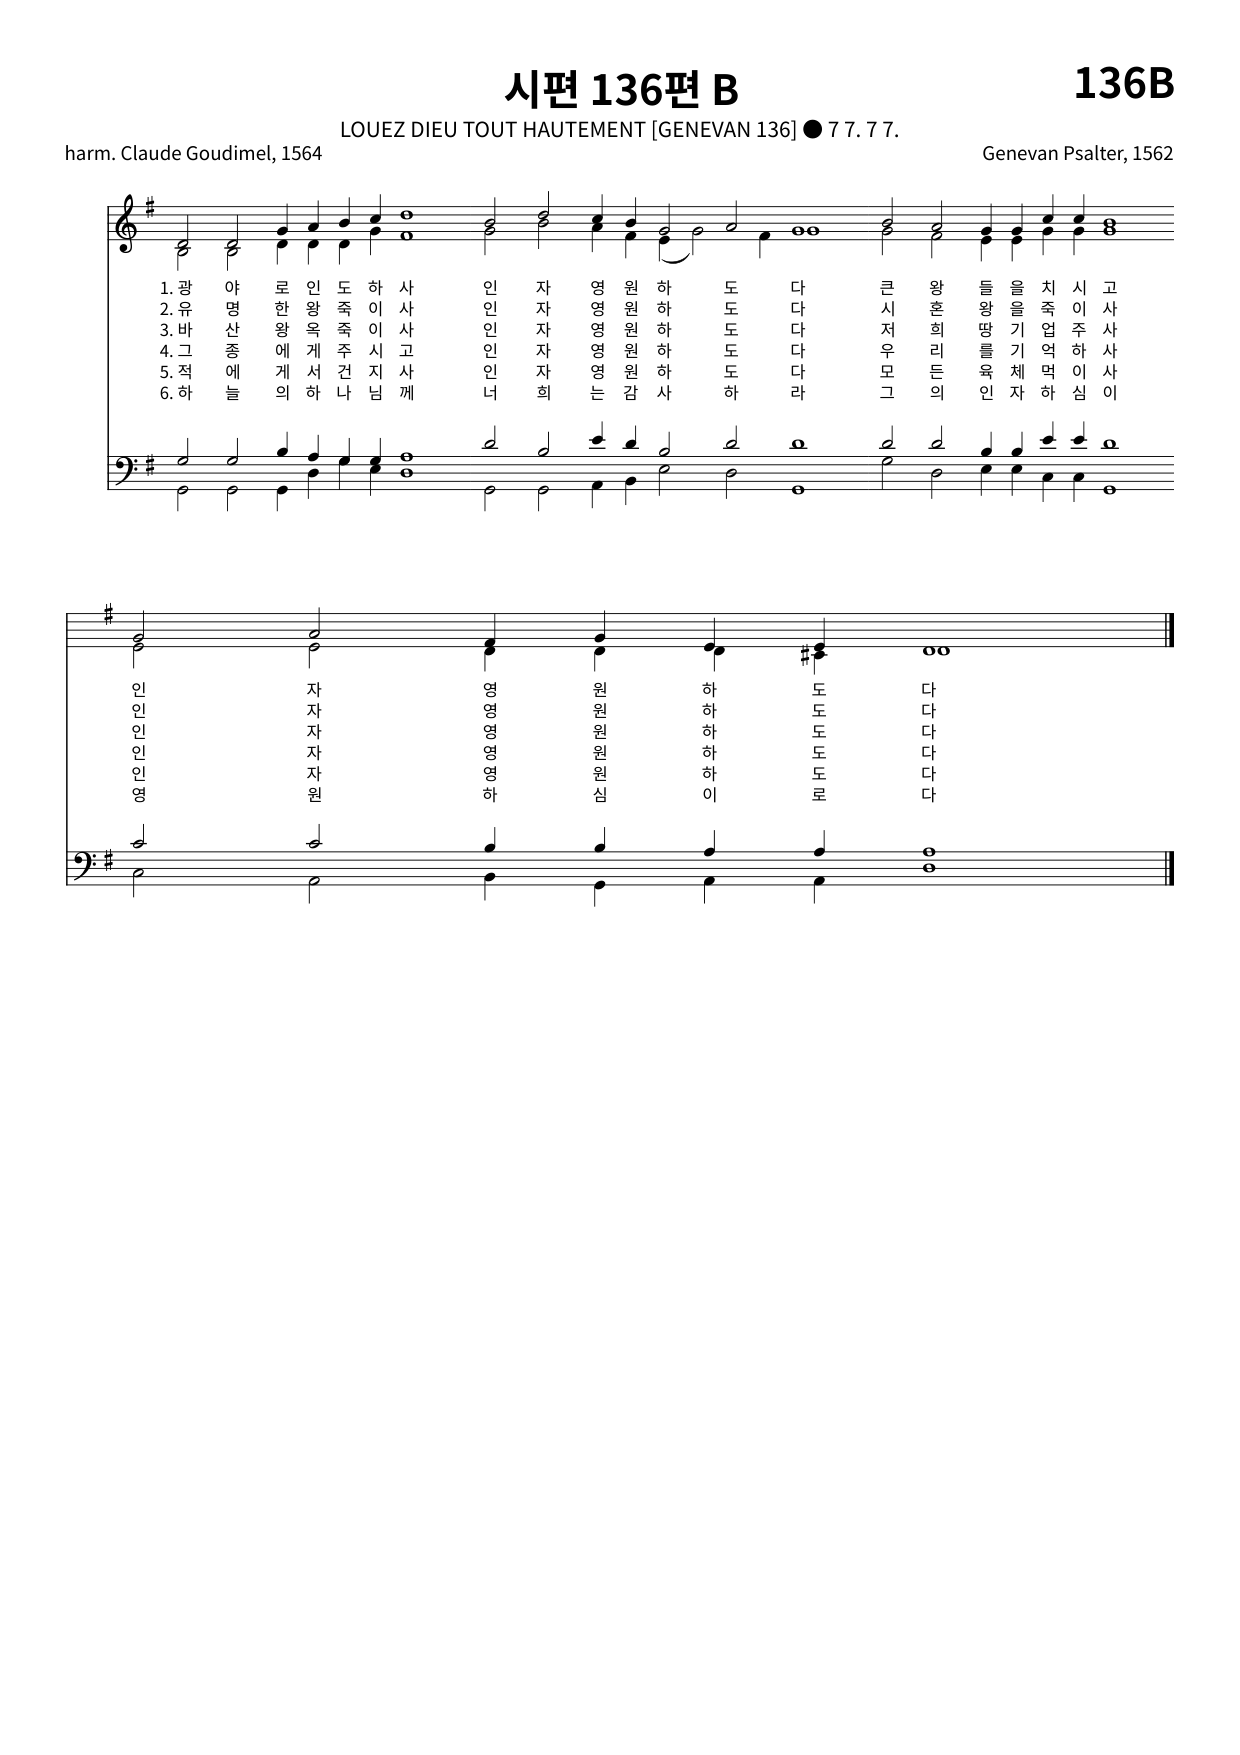 시편 136편 B
136B
LOUEZ DIEU TOUT HAUTEMENT [GENEVAN 136] ● 7 7. 7 7.
harm. Claude Goudimel, 1564
Genevan Psalter, 1562
1. 광 야 로 인 도 하 사 인 자 영 원 하 도 다 큰 왕 들 을 치 시 고
2. 유 명 한 왕 죽 이 사 인 자 영 원 하 도 다 시 혼 왕 을 죽 이 사
3. 바 산 왕 옥 죽 이 사 인 자 영 원 하 도 다 저 희 땅 기 업 주 사
4. 그 종 에 게 주 시 고 인 자 영 원 하 도 다 우 리 를 기 억 하 사
5. 적 에 게 서 건 지 사 인 자 영 원 하 도 다 모 든 육 체 먹 이 사
6. 하 늘 의 하 나 님 께 너 희 는 감 사 하 라 그 의 인 자 하 심 이
인 자 영 원 하 도 다
인 자 영 원 하 도 다
인 자 영 원 하 도 다
인 자 영 원 하 도 다
인 자 영 원 하 도 다
영 원 하 심 이 로 다